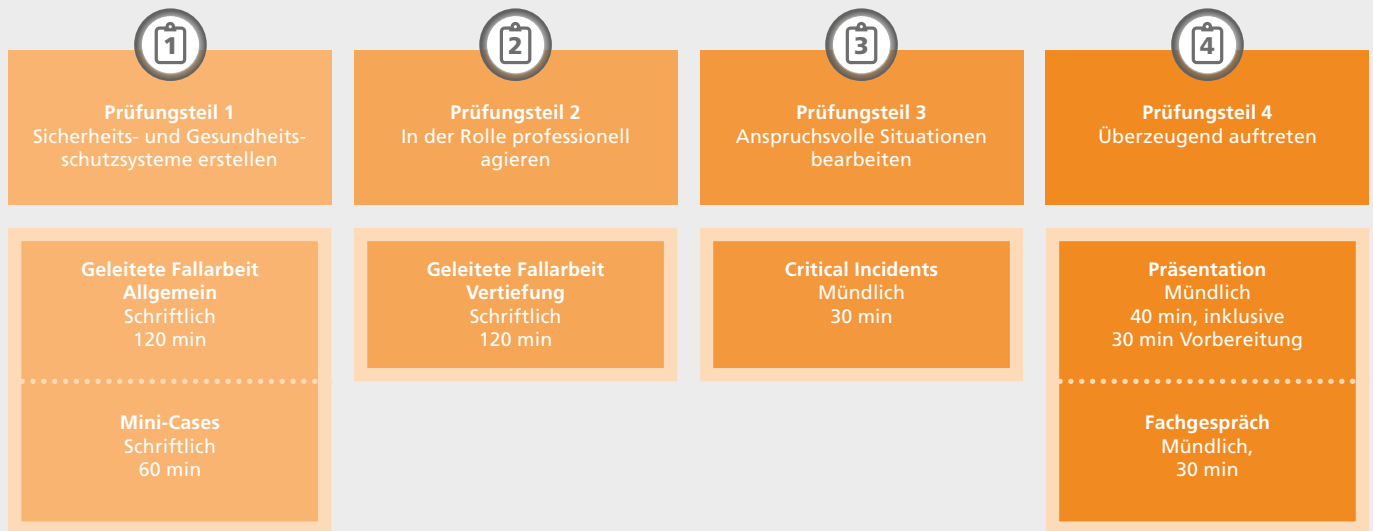 1
Prüfungsteil 1
Sicherheits- und Gesundheits-
schutzsysteme erstellen
Geleitete Fallarbeit
Allgemein
Schriftlich
120 min
Mini-Cases
Schriftlich
60 min
2
Prüfungsteil 2
In der Rolle professionell
agieren
Geleitete Fallarbeit
Vertiefung
Schriftlich
120 min
3
Prüfungsteil 3
Anspruchsvolle Situationen
bearbeiten
Critical Incidents
Mündlich
30 min
4
Prüfungsteil 4
Überzeugend auftreten
Präsentation
Mündlich
40 min, inklusive
30 min Vorbereitung
Fachgespräch
Mündlich,
30 min